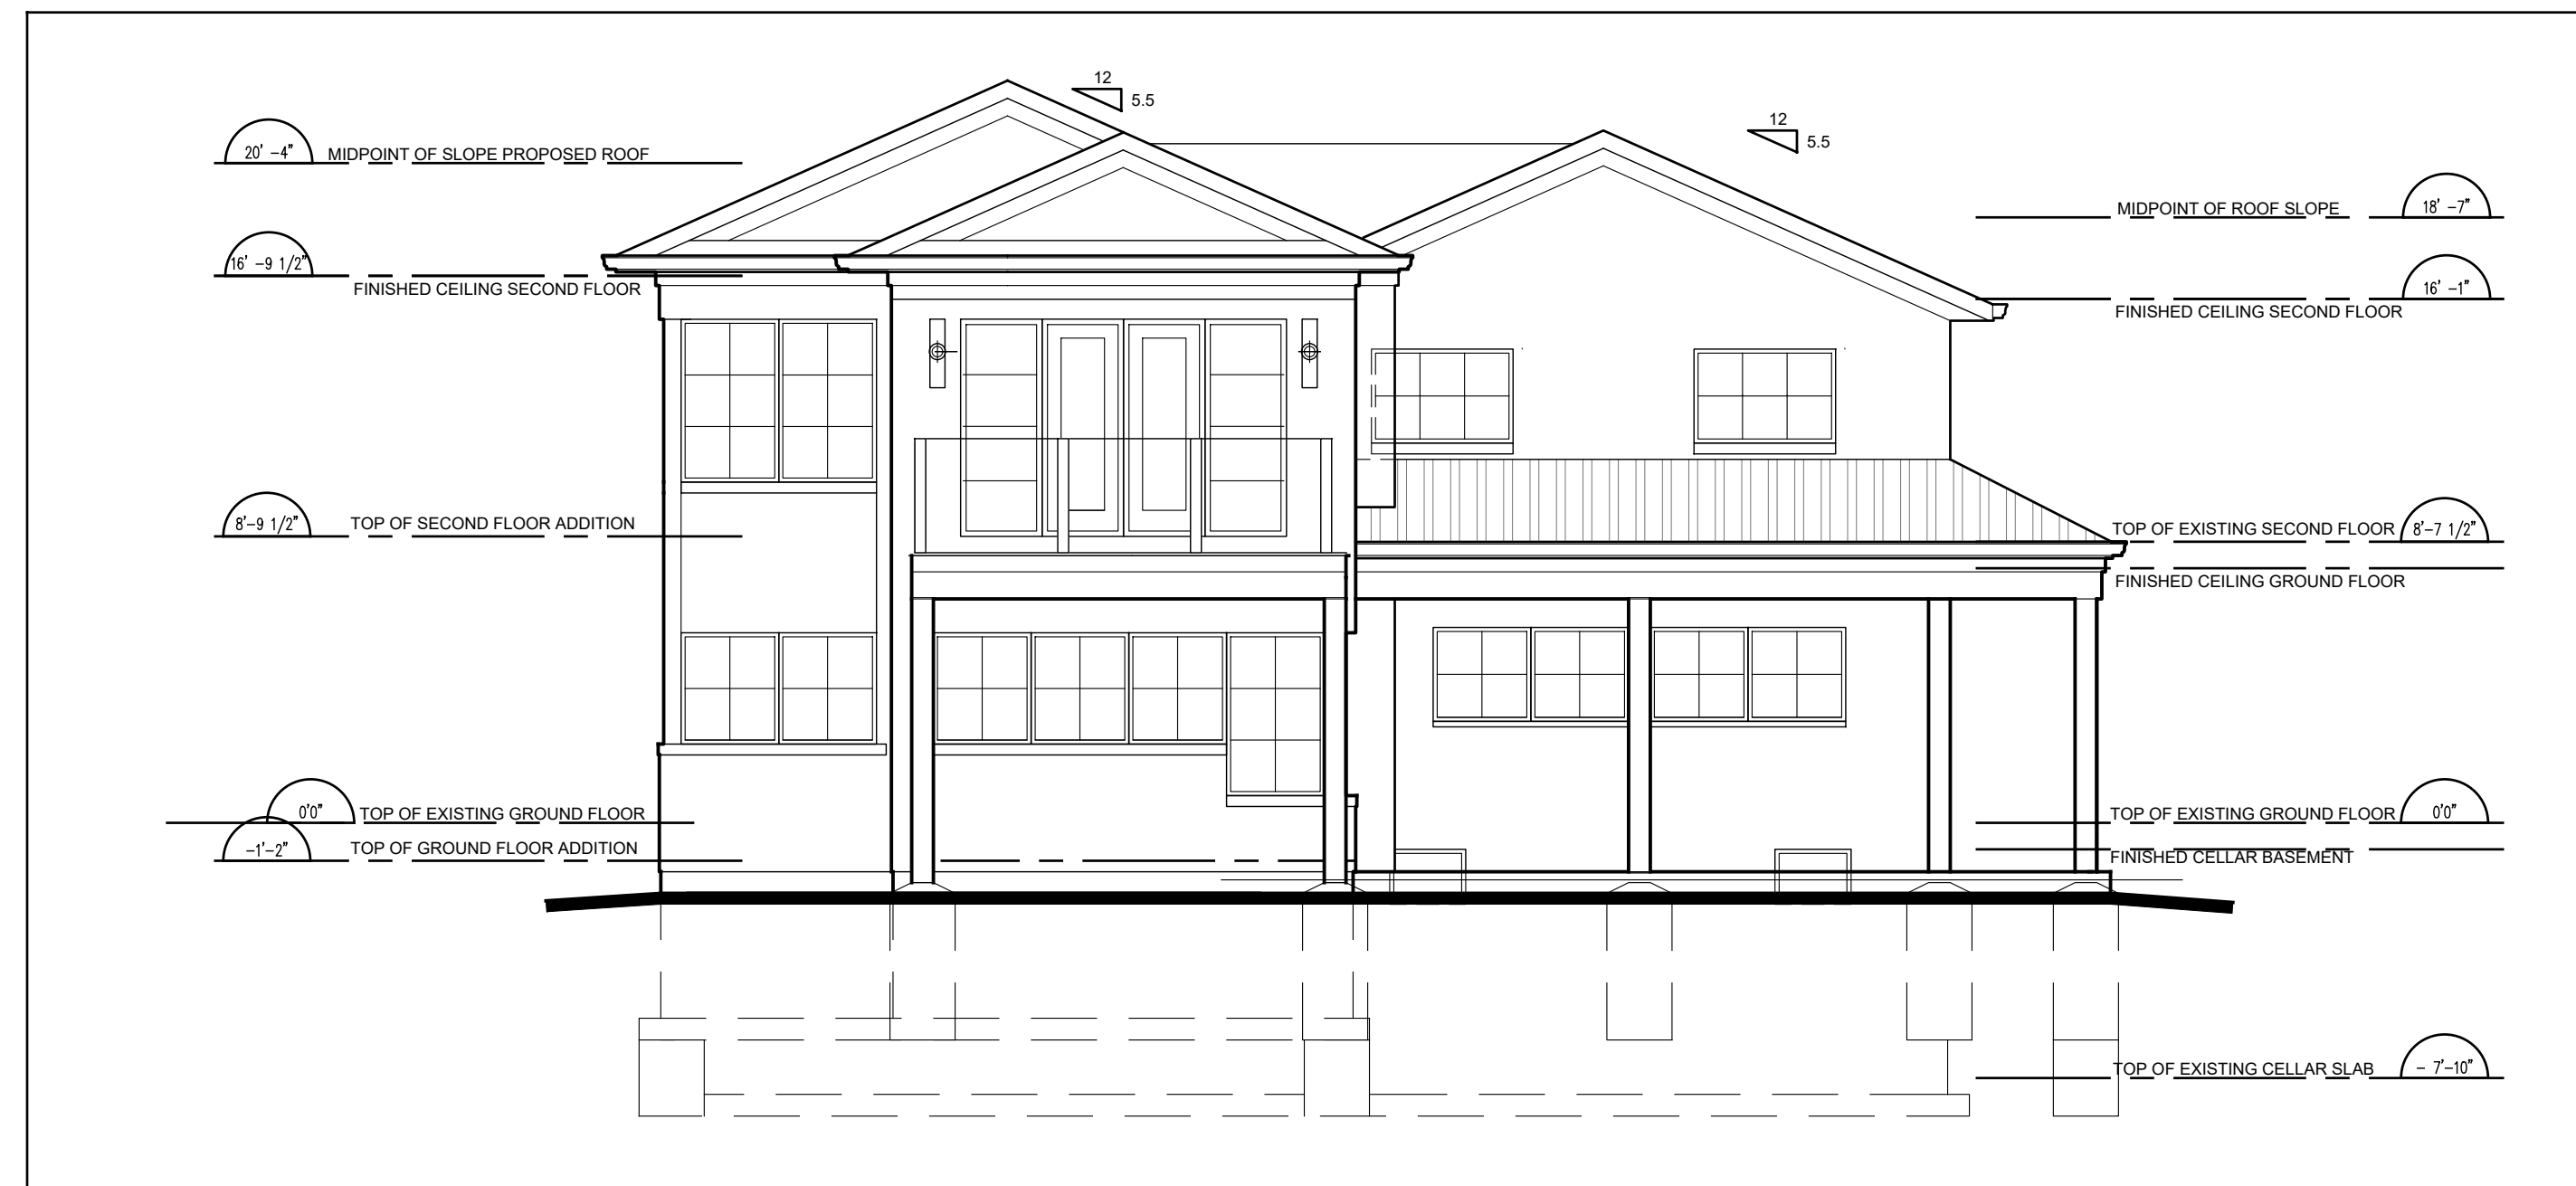 12
5.5
12
5.5
20' -4" MIDPOINT OF SLOPE PROPOSED ROOF
MIDPOINT OF ROOF SLOPE 18' -7"
16' -9 1/2"
FINISHED CEILING SECOND FLOOR
16' -1"
FINISHED CEILING SECOND FLOOR
8'-9 1/2" TOP OF SECOND FLOOR ADDITION
TOP OF EXISTING SECOND FLOOR 8'-7 1/2"
FINISHED CEILING GROUND FLOOR
0'0" TOP OF EXISTING GROUND FLOOR
TOP OF EXISTING GROUND FLOOR 0'0"
-1'-2" TOP OF GROUND FLOOR ADDITION
FINISHED CELLAR BASEMENT
TOP OF EXISTING CELLAR SLAB - 7'-10"